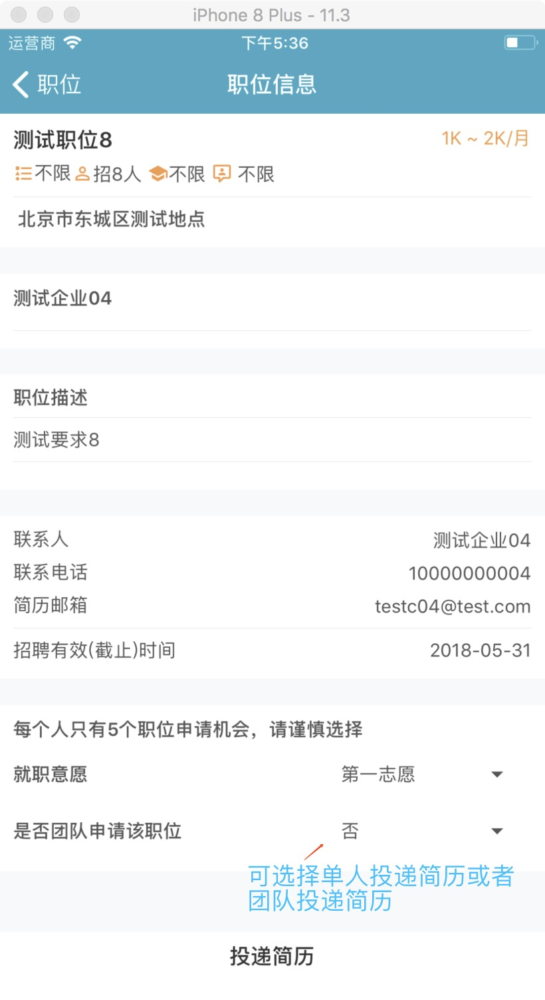 iPhone 8 Plus - 11.3
运营商 下午5:36
职位 职位信息
测试职位8 1K ~ 2K/月
不限 招8人 不限 不限
北京市东城区测试地点
测试企业04
职位描述
测试要求8
联系人 测试企业04
联系电话 10000000004
简历邮箱 testc04@test.com
招聘有效(截止)时间 2018-05-31
每个人只有5个职位申请机会，请谨慎选择
就职意愿 第一志愿
是否团队申请该职位 否
可选择单人投递简历或者
团队投递简历
投递简历